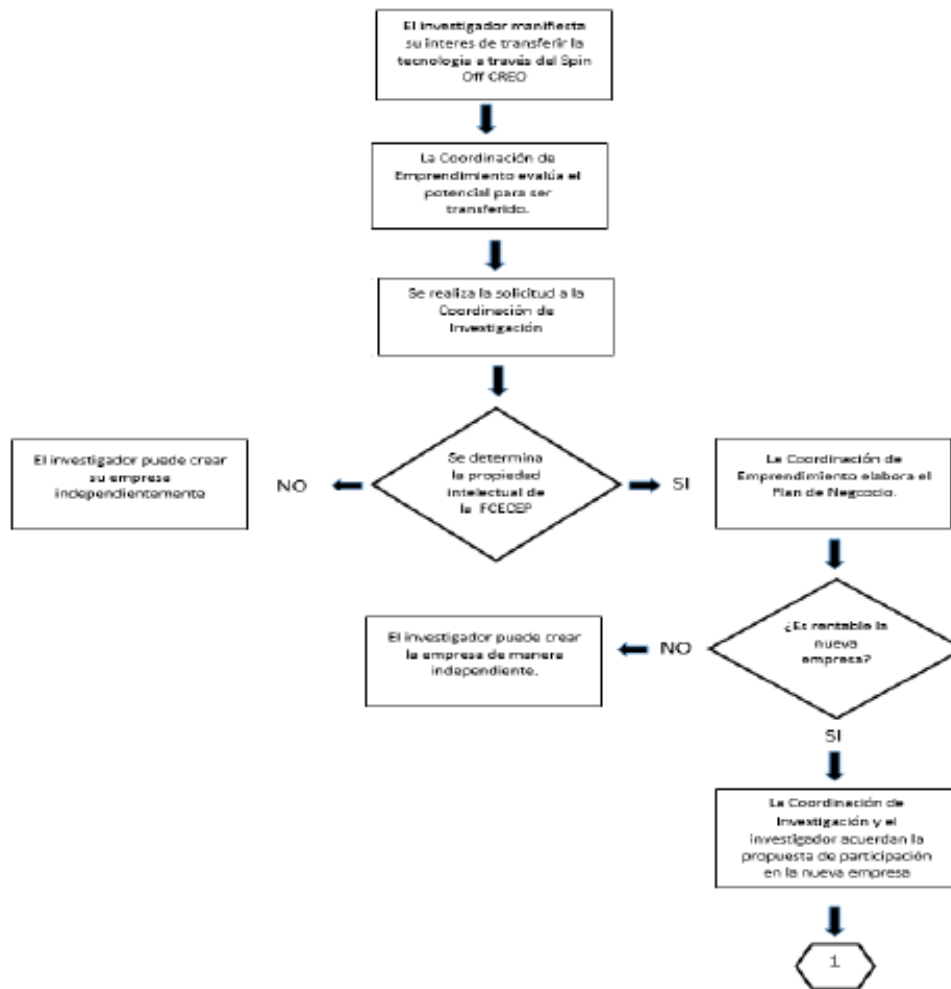 El investigador manifiesta
su interes de transferir la
tecnologia a través del Spin
Off CREO
La Coordinación de
Emprendimiento evalúa el
potencial para ser
transferido.
Se realiza la solicitud a la
Coordinación de
Investigación
El investigador puede crear
su empresa
independientemente
NO
Se determina
la propiedad
intelectual de
la FCECEP
SI
La Coordinación de
Emprendimiento elabora el
Plan de Negcocio.
El investigador puede crear
la empresa de manera
independiente.
NO
¿Es rentable la
nueva
empresa?
SI
La Coordinación de
Investigación y el
investigador acuerdan la
propuesta de participación
en la nueva empresa
1